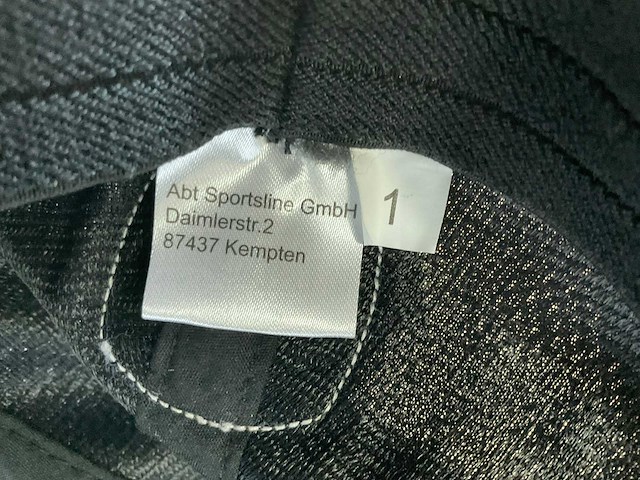 Abt Sportsline GmbH
Daimlerstr.2
87437 Kempten
1